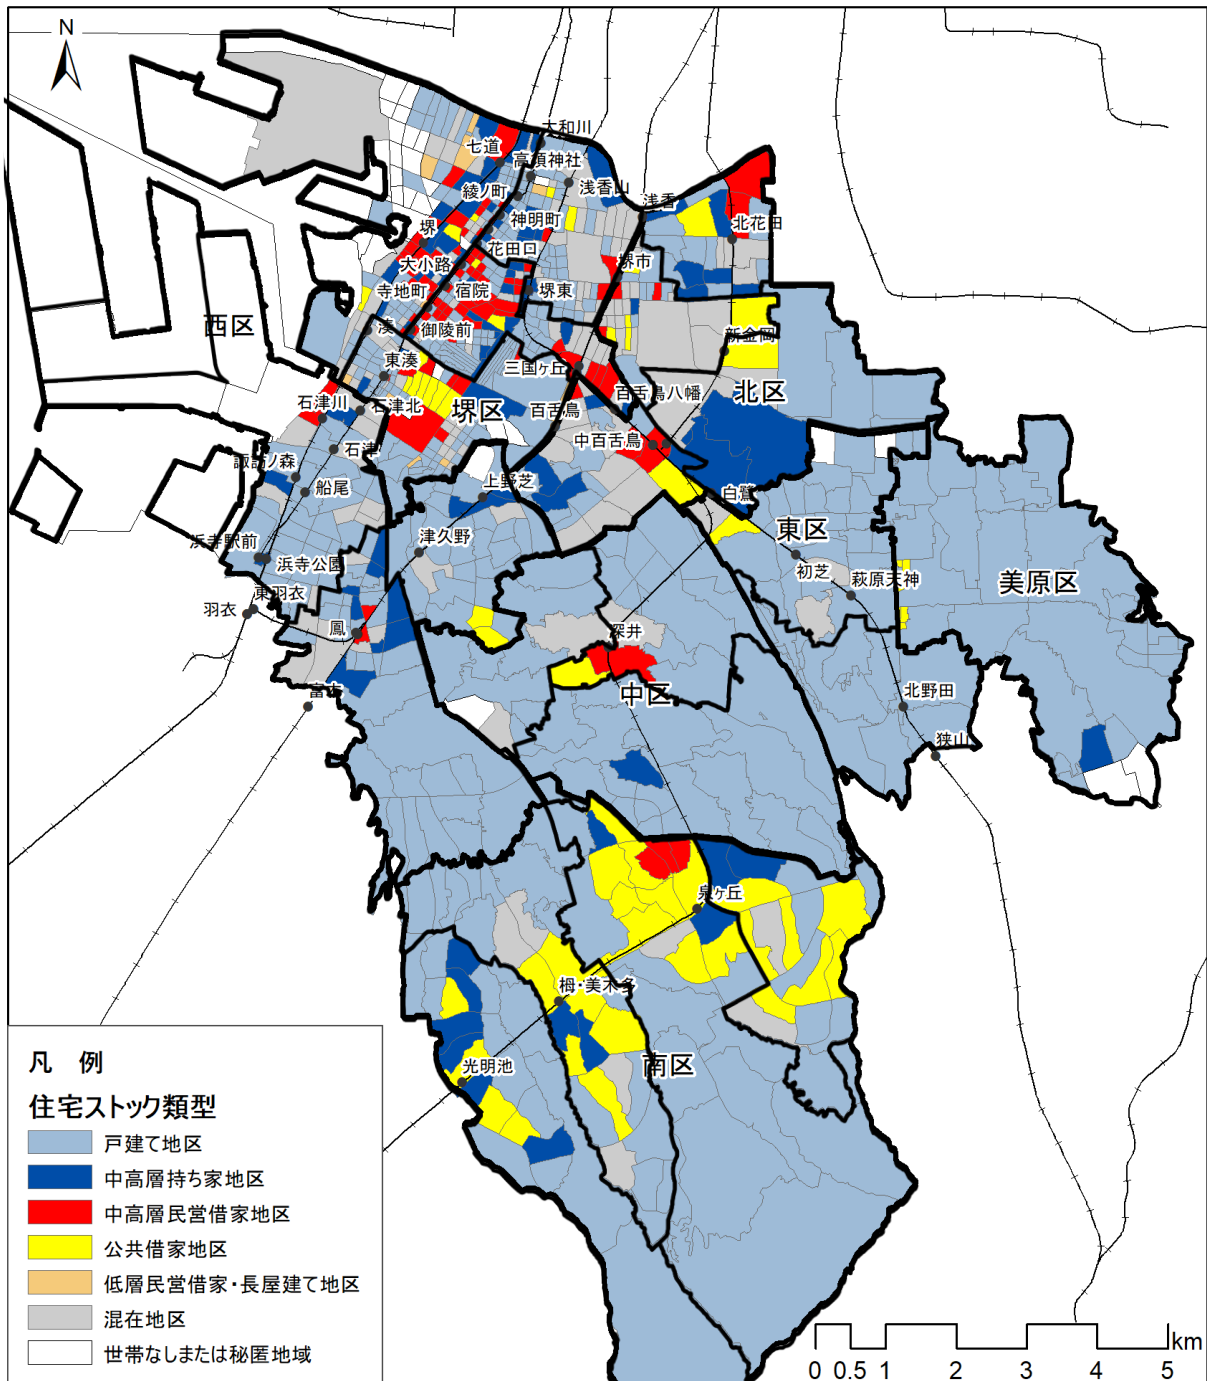 N
大和川
七道
高須神社
浅香山
綾ノ町
浅香
神明町
北花田
堺
花田口
大小路
堺市
寺地町
宿院
堺東
西区
湊
御陵前
新金岡
東湊
三国ヶ丘
百舌鳥八幡
北区
石津川
石津北
堺区
百舌鳥
中百舌鳥
石津
諏訪ノ森
上野芝
船尾
白鷺
東区
浜寺駅前
津久野
浜寺公園
初芝
萩原天神
美原区
東羽衣
羽衣
鳳
深井
中区
富木
北野田
狭山
泉ヶ丘
栂・美木多
光明池
南区
凡 例
住宅ストック類型
戸建て地区
中高層持ち家地区
中高層民営借家地区
公共借家地区
低層民営借家・長屋建て地区
混在地区
世帯なしまたは秘匿地域
km
0 0.5 1 2 3 4 5